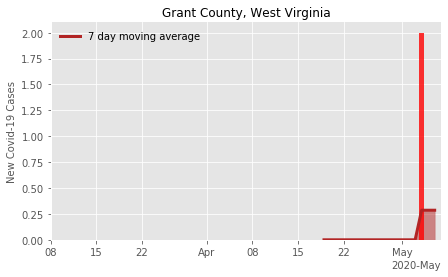 Grant County, West Virginia
7 day moving average
New Covid-19 Cases
2.00
1.75
1.50
1.25
1.00
0.75
0.50
0.25
0.00
08 15 22 Apr 08 15 22 May
2020-May